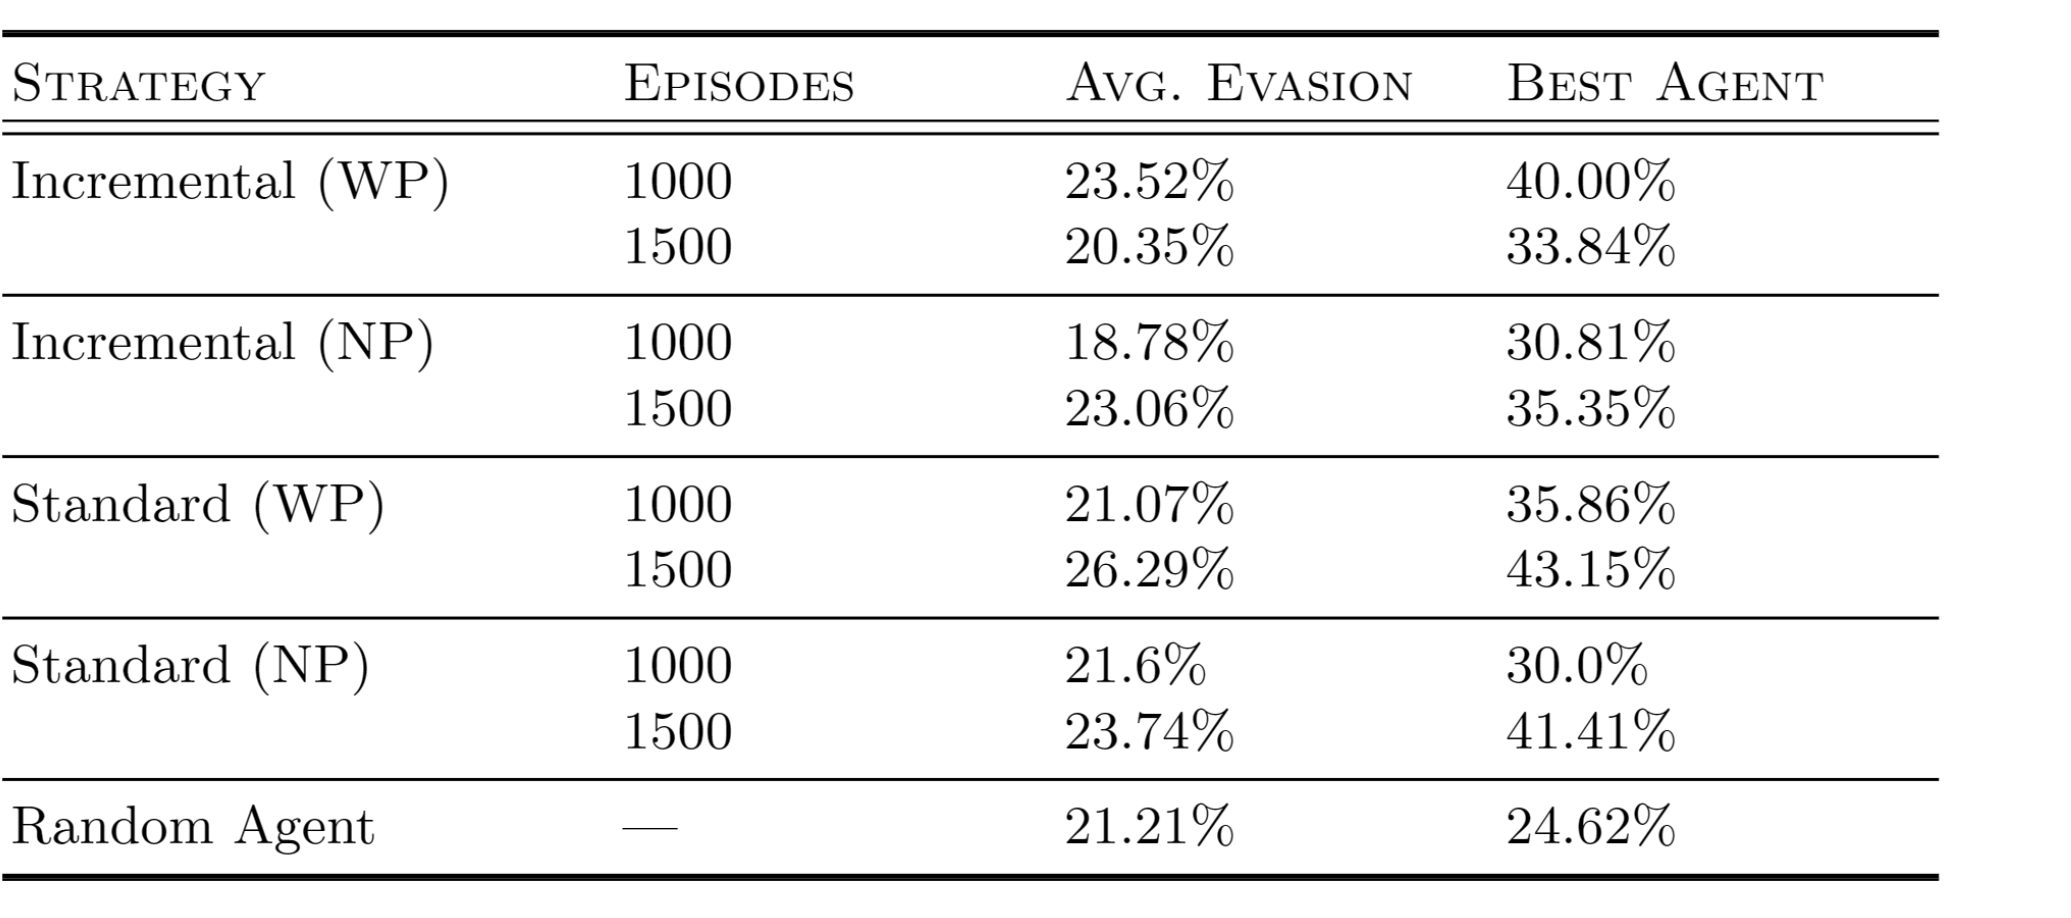 Strategy Episodes Avg. Evasion Best Agent
Incremental (WP) 1000 23.52% 40.00%
1500 20.35% 33.84%
Incremental (NP) 1000 18.78% 30.81%
1500 23.06% 35.35%
Standard (WP) 1000 21.07% 35.86%
1500 26.29% 43.15%
Standard (NP) 1000 21.6% 30.0%
1500 23.74% 41.41%
Random Agent — 21.21% 24.62%